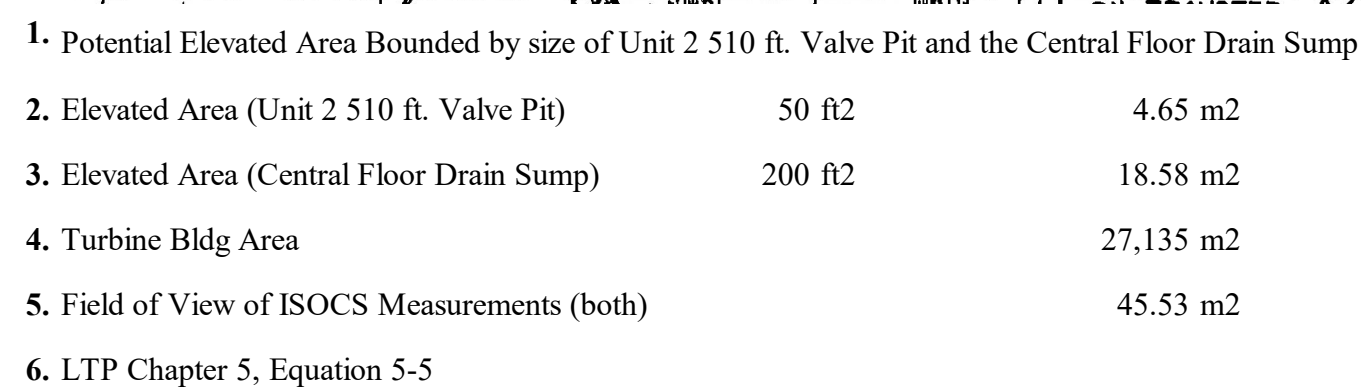 1. Potential Elevated Area Bounded by size of Unit 2 510 ft. Valve Pit and the Central Floor Drain Sump
2. Elevated Area (Unit 2 510 ft. Valve Pit) 50 ft2 4.65 m2
3. Elevated Area (Central Floor Drain Sump) 200 ft2 18.58 m2
4. Turbine Bldg Area 27,135 m2
5. Field of View of ISOCS Measurements (both) 45.53 m2
6. LTP Chapter 5, Equation 5-5